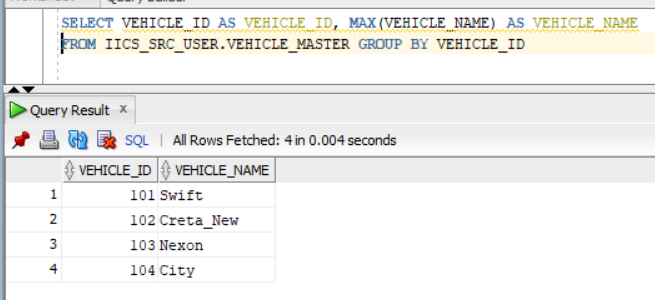 SELECT VEHICLE_ID AS VEHICLE_ID, MAX(VEHICLE_NAME) AS VEHICLE_NAME
FROM IICS_SRC_USER.VEHICLE_MASTER GROUP BY VEHICLE_ID
Query Result x
SQL | All Rows Fetched: 4 in 0.004 seconds
VEHICLE_ID VEHICLE_NAME
1 101 Swift
2 102 Creta_New
3 103 Nexon
4 104 City